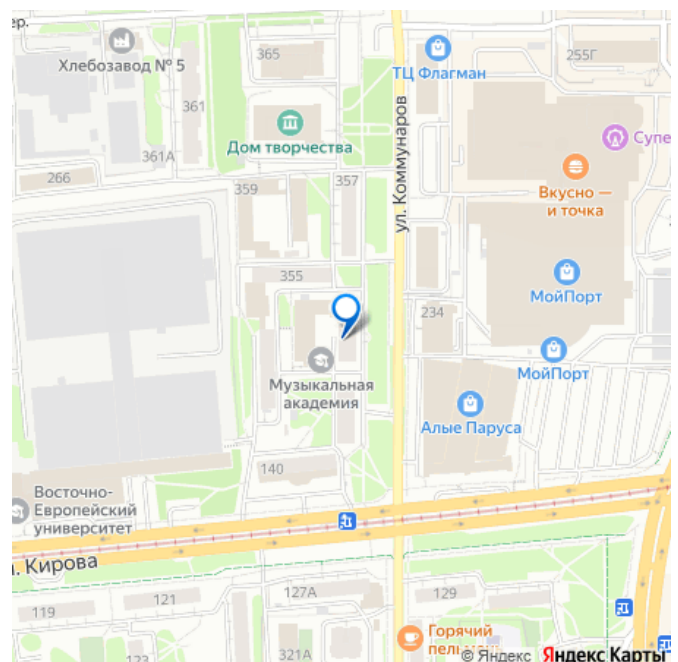 ер.
Хлебозавод № 5
365
ТЦ Флагман
255Г
361
ул. Коммунаров
Дом творчества
Супе
361А
266
359
357
Вкусно —
и точка
355
МойПорт
234
МойПорт
Музыкальная
академия
Алые Паруса
140
Восточно-
Европейский
университет
л. Кирова
127А
129
121
119
321А
123
Горячий
пельмень
© Яндекс Яндекс Карты